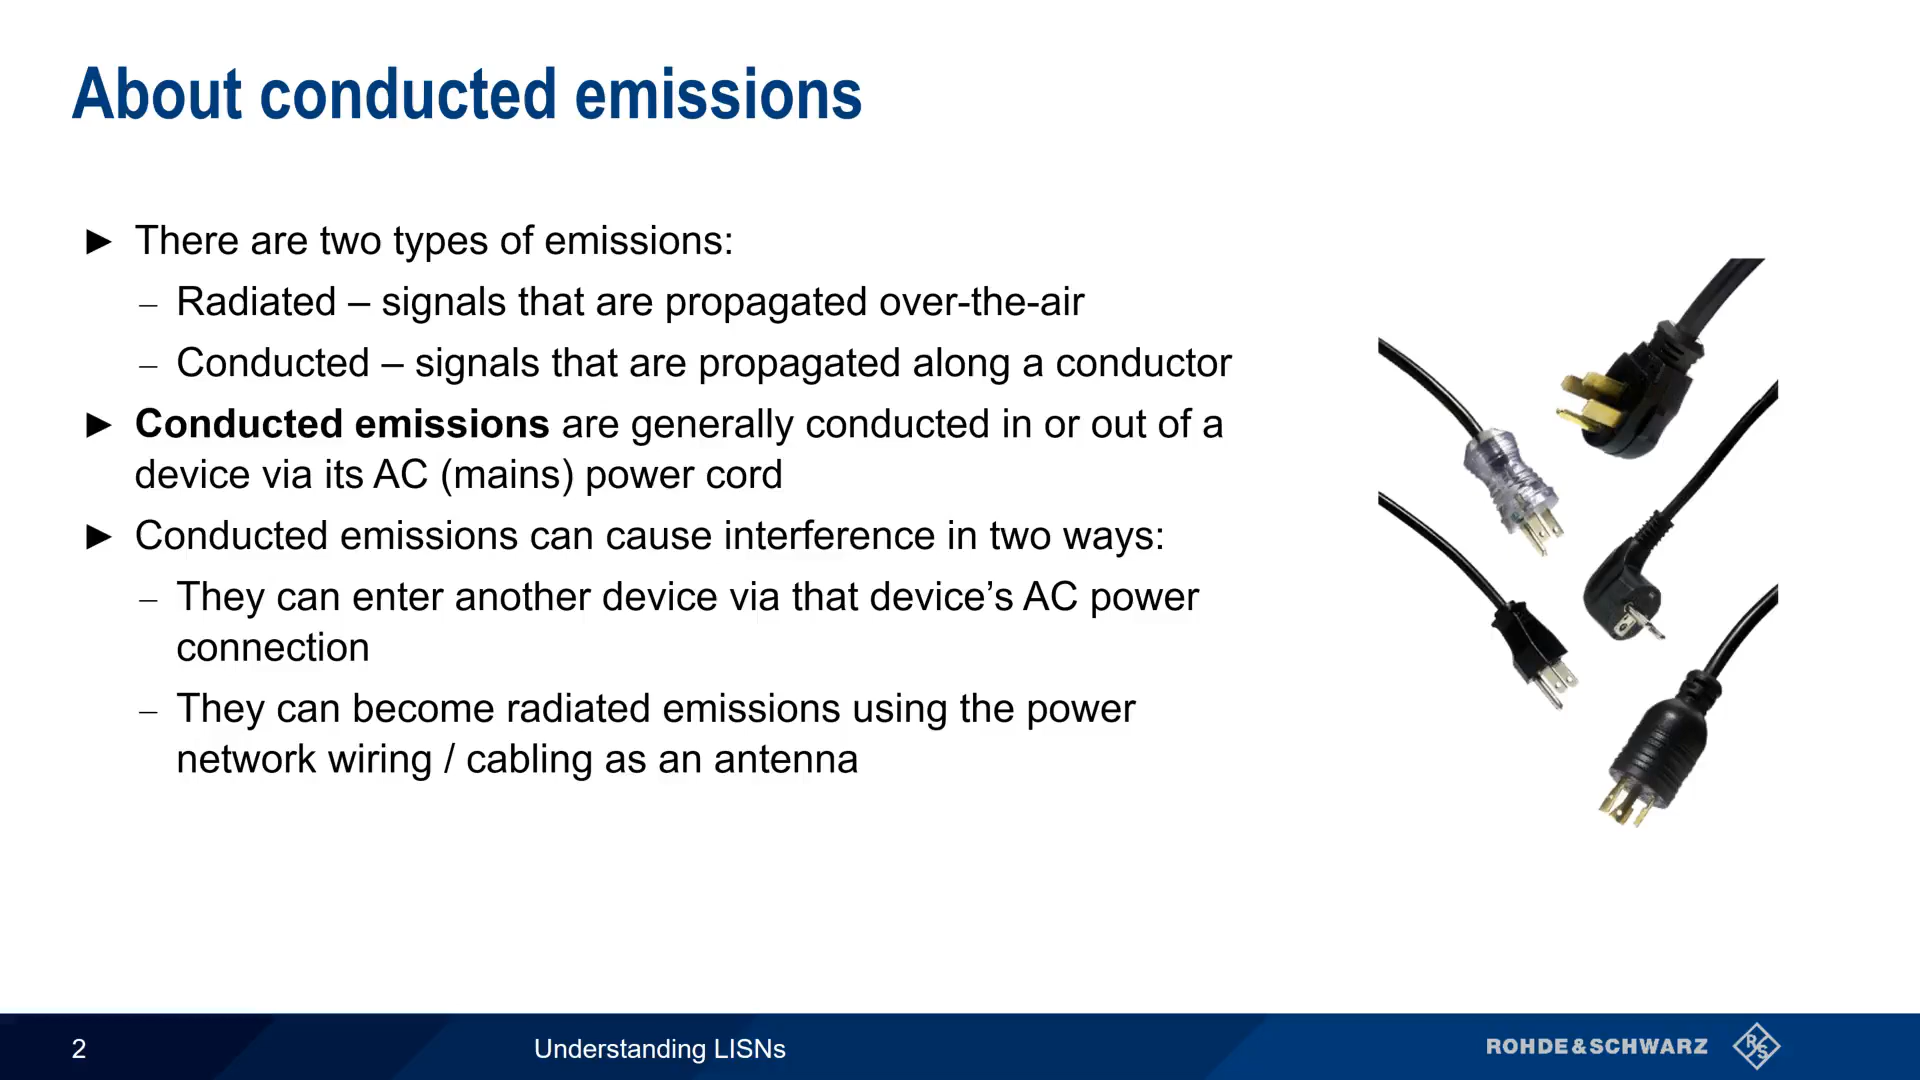 About conducted emissions
► There are two types of emissions:
– Radiated – signals that are propagated over-the-air
– Conducted – signals that are propagated along a conductor
► Conducted emissions are generally conducted in or out of a
device via its AC (mains) power cord
► Conducted emissions can cause interference in two ways:
– They can enter another device via that device’s AC power
connection
– They can become radiated emissions using the power
network wiring / cabling as an antenna
2
Understanding LISNs
ROHDE&SCHWARZ
RS